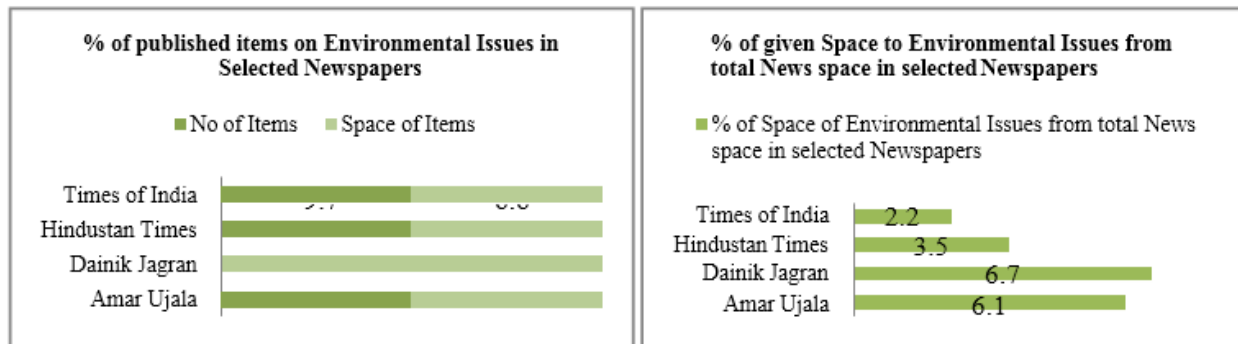 % of published items on Environmental Issues in
Selected Newspapers
No of Items Space of Items
Times of India
Hindustan Times
Dainik Jagran
Amar Ujala
% of given Space to Environmental Issues from
total News space in selected Newspapers
% of Space of Environmental Issues from total News
space in selected Newspapers
Times of India 2.2
Hindustan Times 3.5
Dainik Jagran 6.7
Amar Ujala 6.1